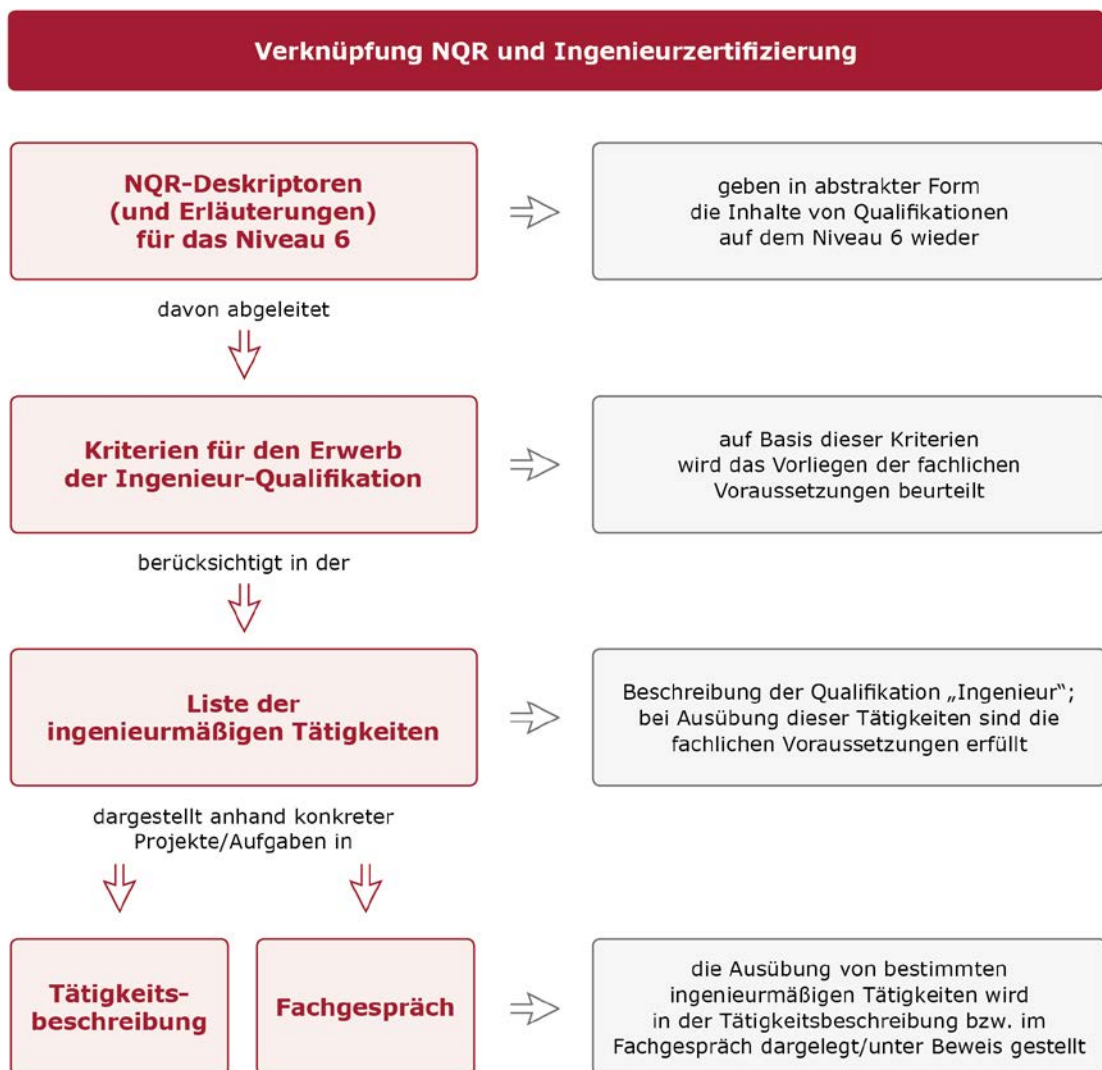 Verknüpfung NQR und Ingenieurzertifizierung
NQR-Deskriptoren
(und Erläuterungen)
für das Niveau 6
geben in abstrakter Form
die Inhalte von Qualifikationen
auf dem Niveau 6 wieder
davon abgeleitet
Kriterien für den Erwerb
der Ingenieur-Qualifikation
auf Basis dieser Kriterien
wird das Vorliegen der fachlichen
Voraussetzungen beurteilt
berücksichtigt in der
Liste der
ingenieurmäßigen Tätigkeiten
Beschreibung der Qualifikation „Ingenieur“;
bei Ausübung dieser Tätigkeiten sind die
fachlichen Voraussetzungen erfüllt
dargestellt anhand konkreter
Projekte/Aufgaben in
Tätigkeits-
beschreibung
Fachgespräch
die Ausübung von bestimmten
ingenieurmäßigen Tätigkeiten wird
in der Tätigkeitsbeschreibung bzw. im
Fachgespräch dargelegt/unter Beweis gestellt